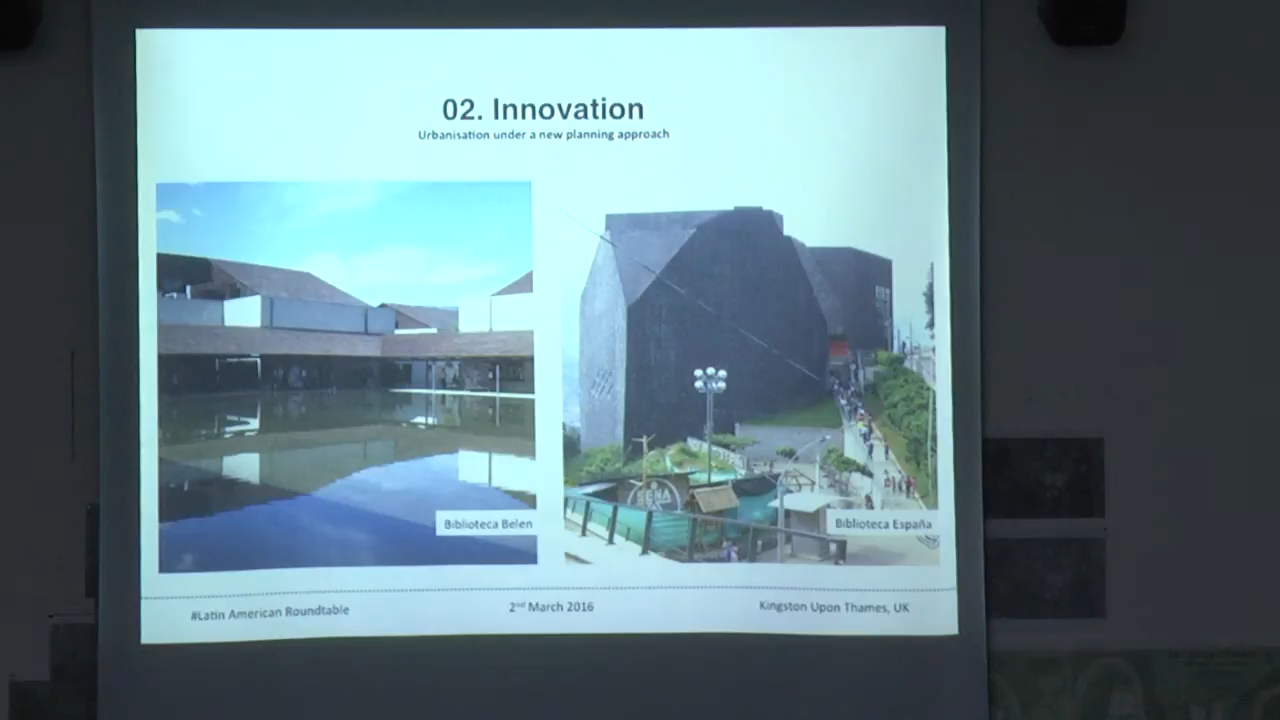 02. Innovation
Urbanisation under a new planning approach
Biblioteca Belen
Biblioteca España
#Latin American Roundtable
2nd March 2016
Kingston Upon Thames, UK